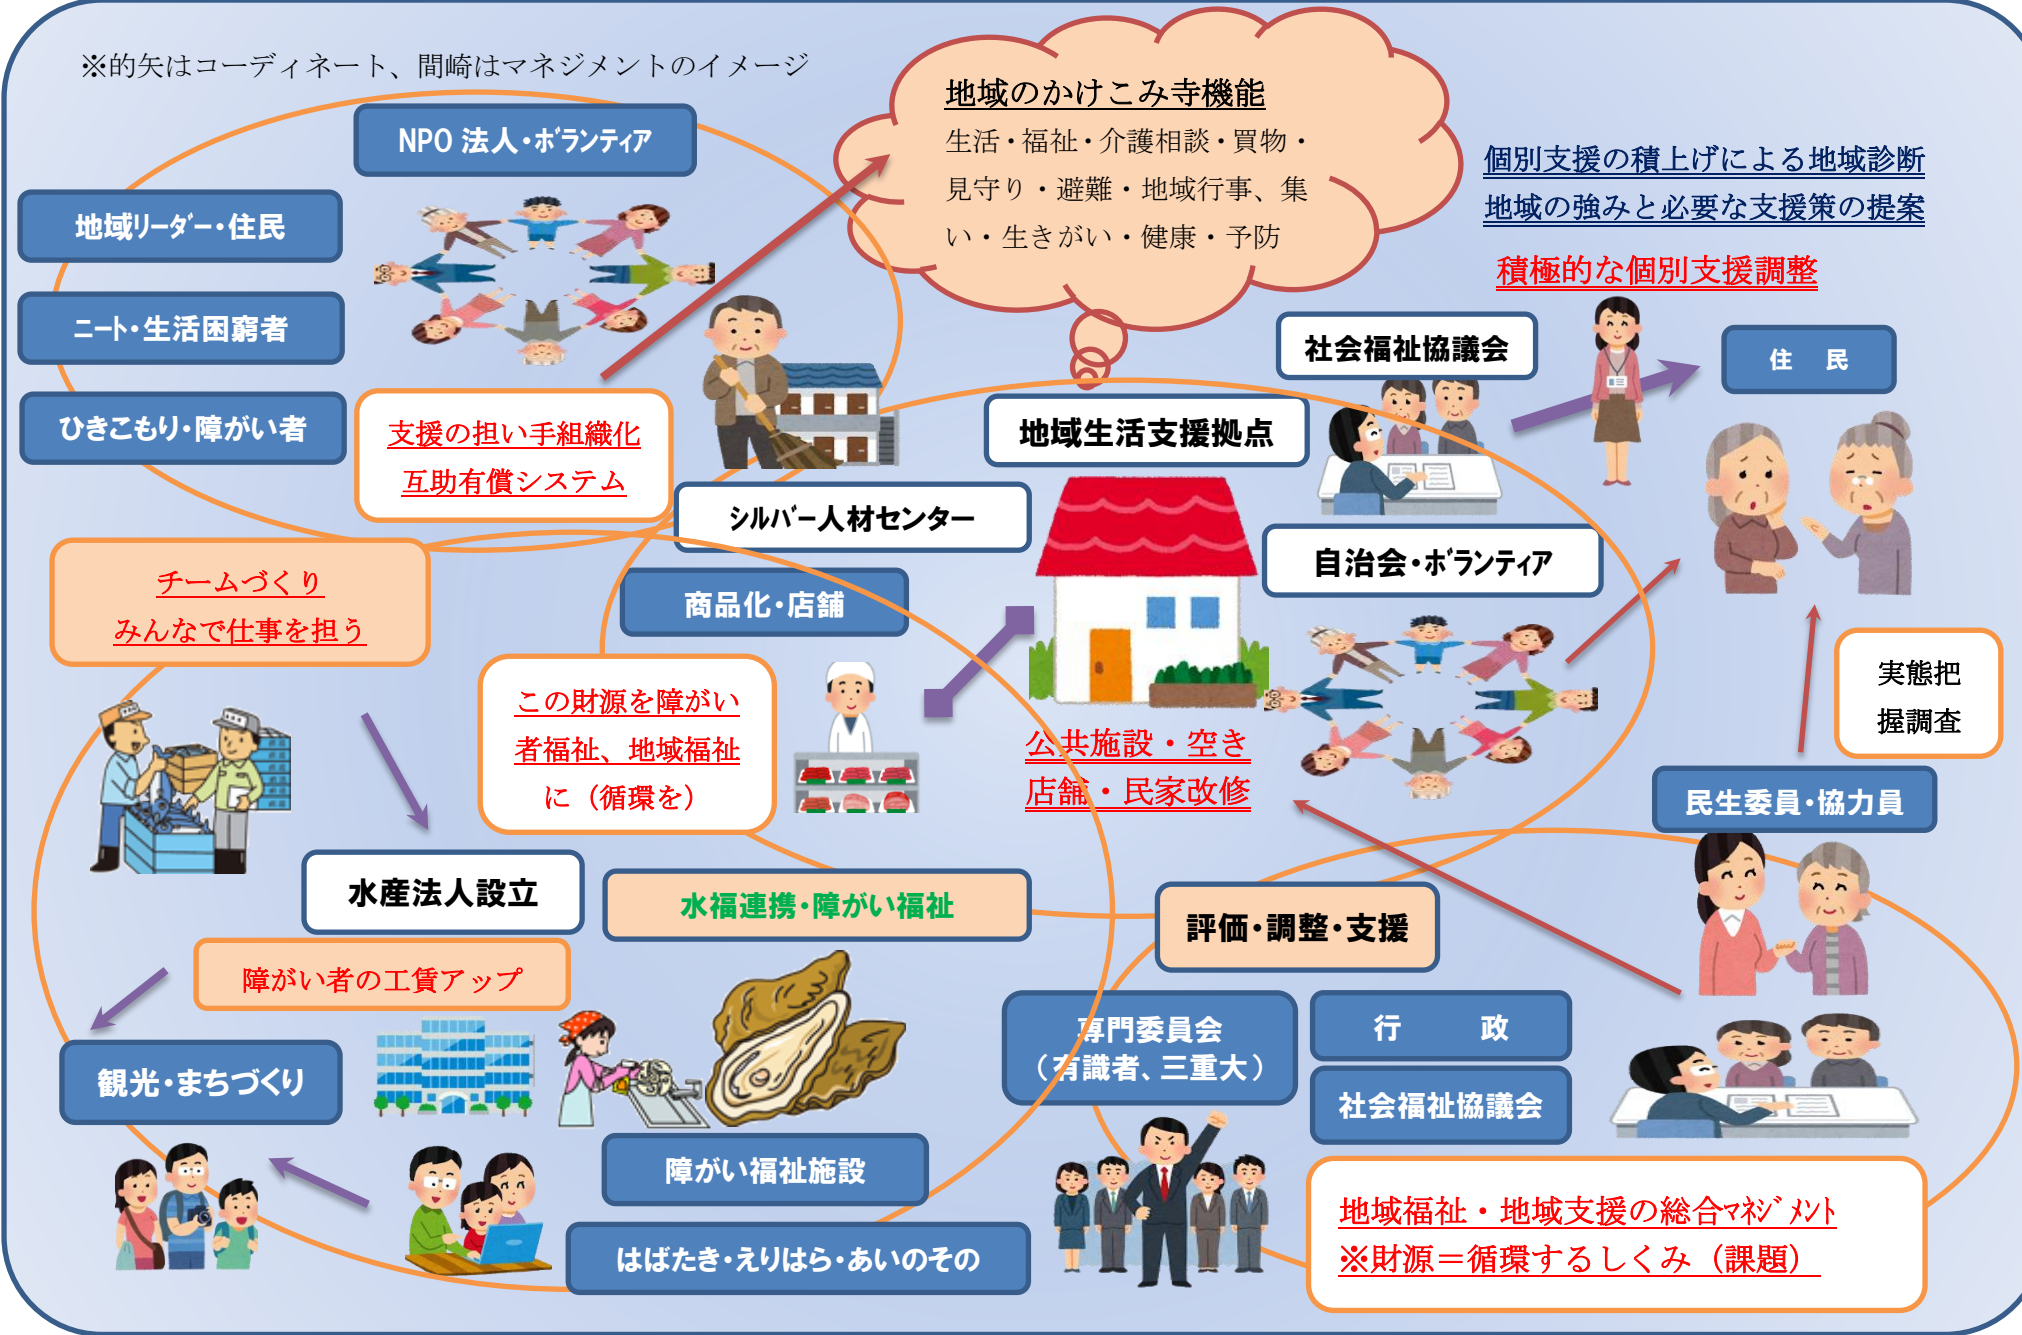 ※的矢はコーディネート、間崎はマネジメントのイメージ
地域のかけこみ寺機能
生活・福祉・介護相談・買物・
見守り・避難・地域行事、集
い・生きがい・健康・予防
NPO 法人・ボランティア
地域リーダー・住民
ニート・生活困窮者
ひきこもり・障がい者
支援の担い手組織化
互助有償システム
個別支援の積上げによる地域診断
地域の強みと必要な支援策の提案
積極的な個別支援調整
社会福祉協議会
住　民
地域生活支援拠点
シルバー人材センター
自治会・ボランティア
チームづくり
みんなで仕事を担う
商品化・店舗
この財源を障がい
者福祉、地域福祉
に（循環を）
公共施設・空き
店舗・民家改修
実態把
握調査
民生委員・協力員
水産法人設立
水福連携・障がい福祉
評価・調整・支援
障がい者の工賃アップ
観光・まちづくり
専門委員会
（有識者、三重大）
行　　政
社会福祉協議会
障がい福祉施設
はばたき・えりはら・あいのその
地域福祉・地域支援の総合マネジメント
※財源＝循環するしくみ（課題）